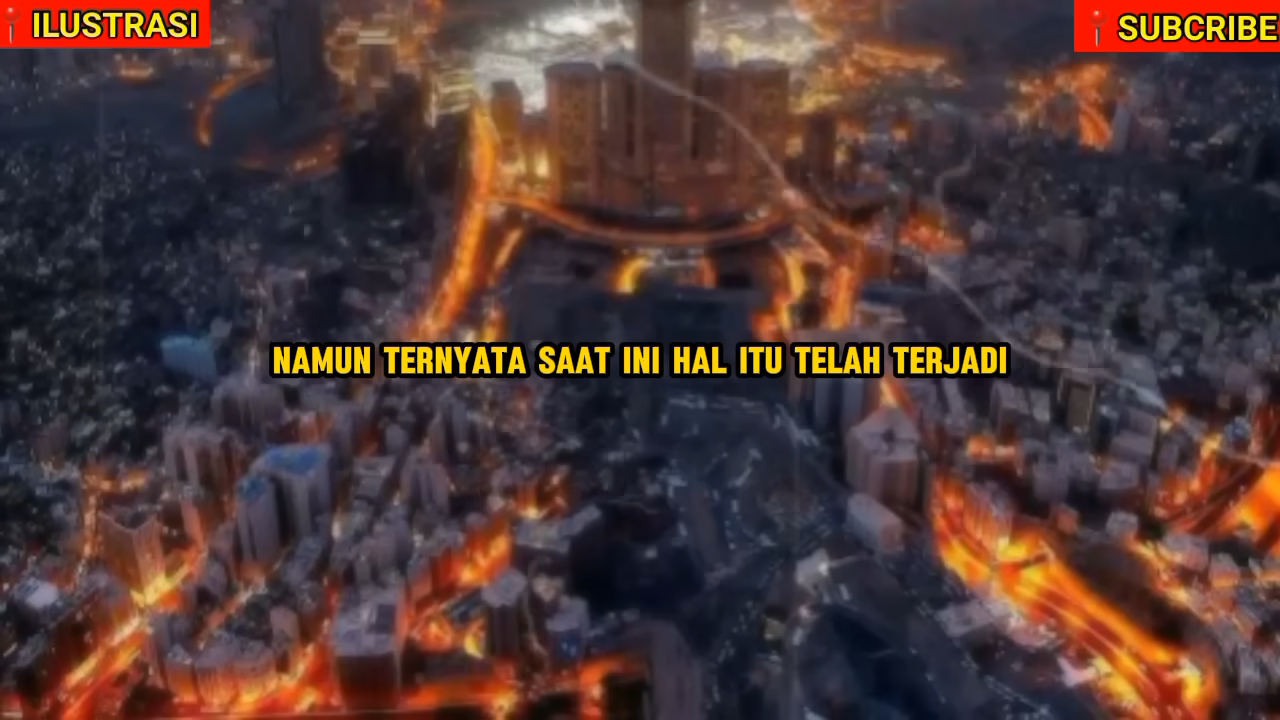 ILUSTRASI
SUBCRIBE
NAMUN TERNYATA SAAT INI HAL ITU TELAH TERJADI